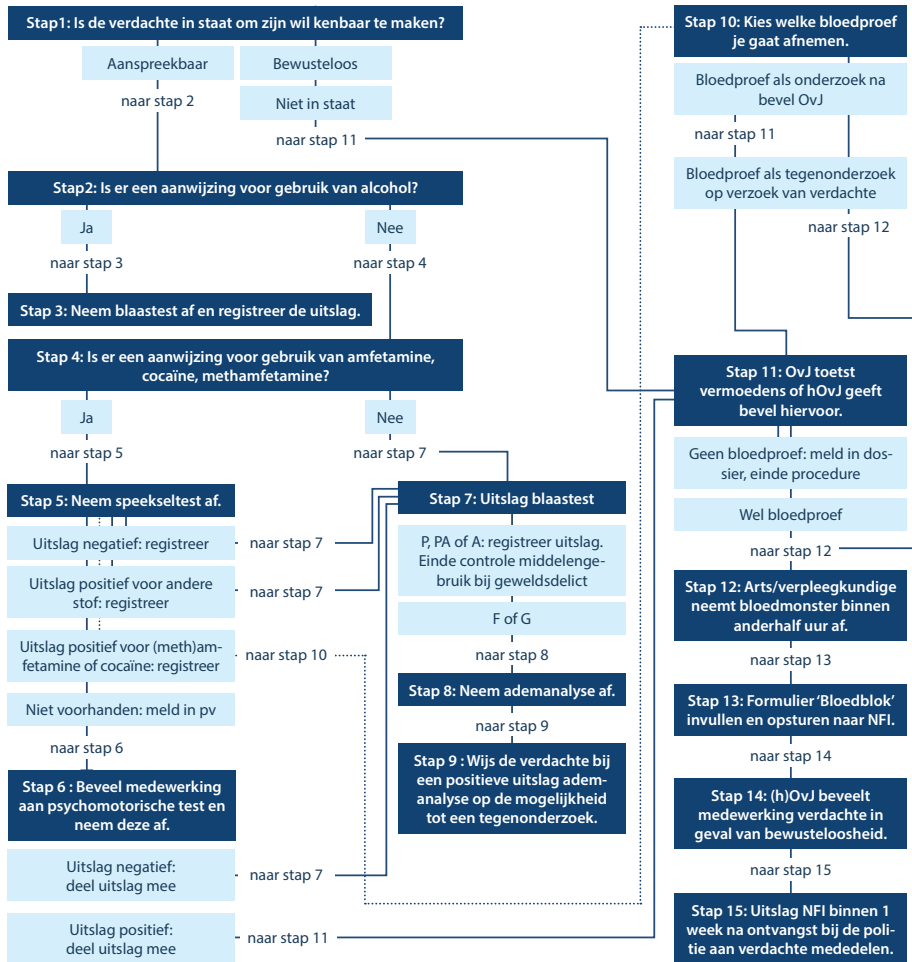 Stap1: Is de verdachte in staat om zijn wil kenbaar te maken?
Aanspreekbaar
naar stap 2
Bewusteloos
Niet in staat
naar stap 11
Stap2: Is er een aanwijzing voor gebruik van alcohol?
Ja
naar stap 3
Nee
naar stap 4
Stap 3: Neem blaastest af en registreer de uitslag.
Stap 4: Is er een aanwijzing voor gebruik van amfetamine,
cocaïne, methamfetamine?
Ja
naar stap 5
Nee
naar stap 7
Stap 5: Neem speekseltest af.
Uitslag negatief: registreer
naar stap 7
Uitslag positief voor andere
stof: registreer
naar stap 7
Uitslag positief voor (meth)am-
fetamine of cocaïne: registreer
naar stap 10
Niet voorhanden: meld in pv
naar stap 6
Stap 6 : Beveel medewerking
aan psychomotorische test en
neem deze af.
Uitslag negatief:
deel uitslag mee
naar stap 7
Uitslag positief:
deel uitslag mee
naar stap 11
Stap 7: Uitslag blaastest
P, PA of A: registreer uitslag.
Einde controle middelenge-
bruik bij geweldsdelict
F of G
naar stap 8
Stap 8: Neem ademanalyse af.
naar stap 9
Stap 9 : Wijs de verdachte bij
een positieve uitslag adem-
analyse op de mogelijkheid
tot een tegenonderzoek.
Stap 10: Kies welke bloedproef
je gaat afnemen.
Bloedproef als onderzoek na
bevel OvJ
naar stap 11
Bloedproef als tegenonderzoek
op verzoek van verdachte
naar stap 12
Stap 11: OvJ toetst
vermoedens of hOvJ geeft
bevel hiervoor.
Geen bloedproef: meld in dos-
sier, einde procedure
Wel bloedproef
naar stap 12
Stap 12: Arts/verpleegkundige
neemt bloedmonster binnen
anderhalf uur af.
naar stap 13
Stap 13: Formulier ‘Bloedblok’
invullen en opsturen naar NFI.
naar stap 14
Stap 14: (h)OvJ beveelt
medewerking verdachte in
geval van bewusteloosheid.
naar stap 15
Stap 15: Uitslag NFI binnen 1
week na ontvangst bij de poli-
tie aan verdachte mededelen.